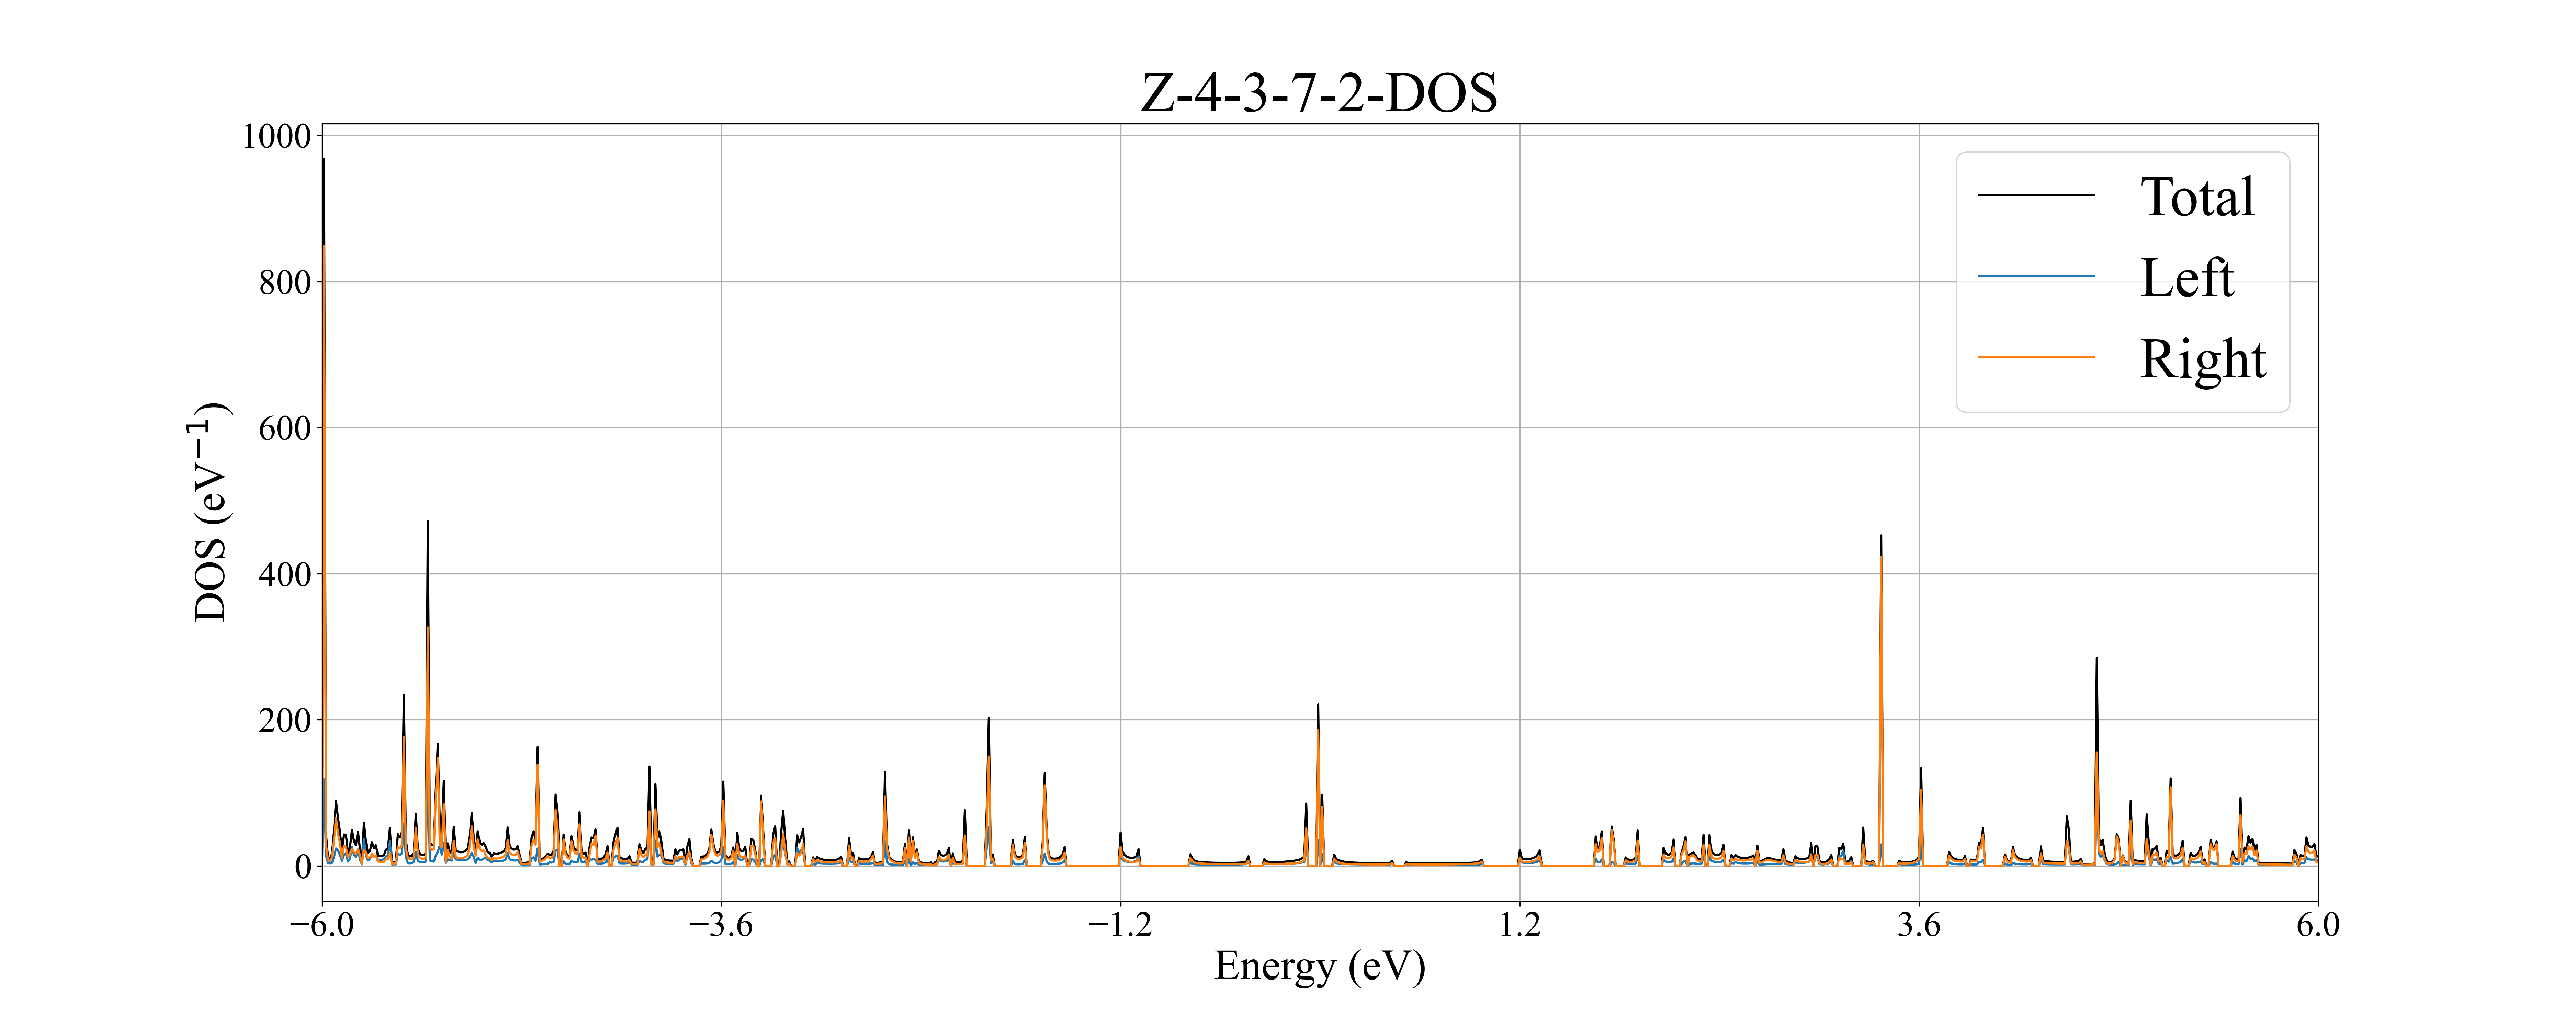 Z-4-3-7-2-DOS
1000
800
600
400
200
0
DOS (eV⁻¹)
Total
Left
Right
−6.0 −3.6 −1.2 1.2 3.6 6.0
Energy (eV)